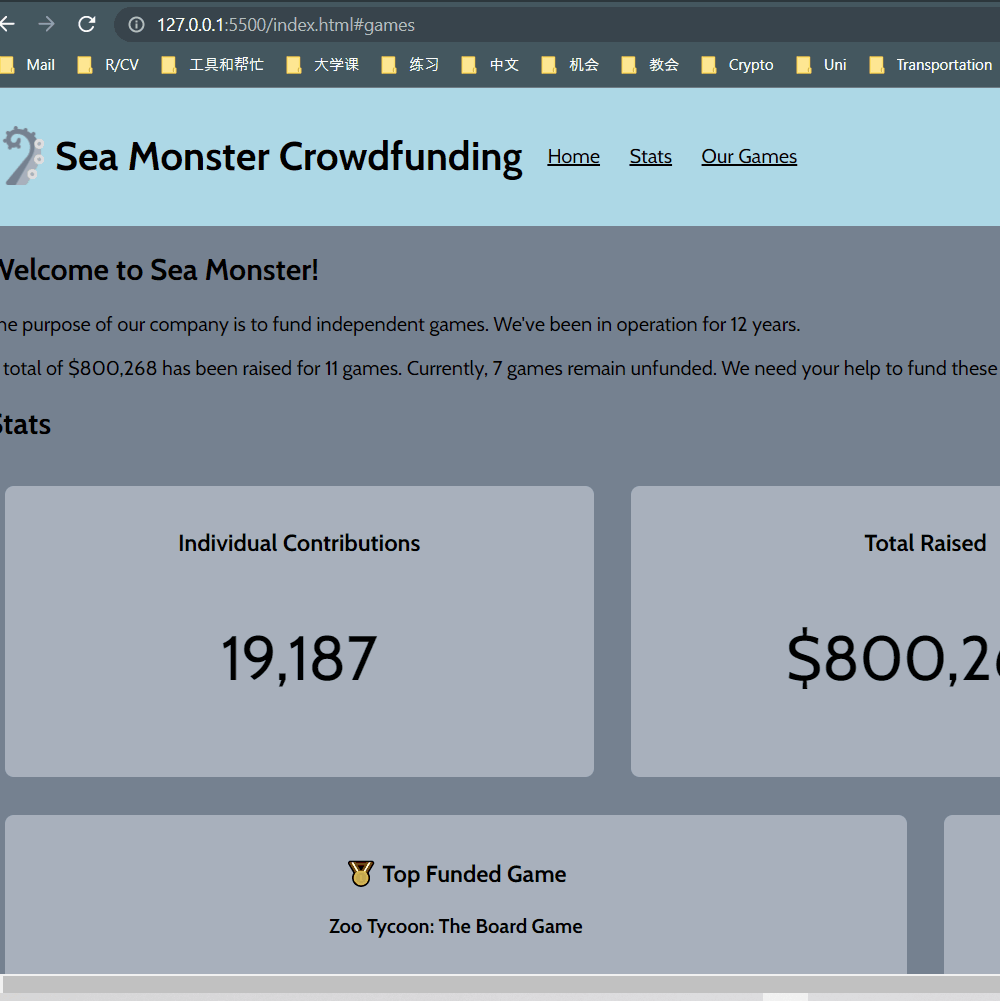 127.0.0.1:5500/index.html#games
Mail R/CV 工具和帮忙 大学课 练习 中文 机会 教会 Crypto Uni Transportation
Sea Monster Crowdfunding Home Stats Our Games
Welcome to Sea Monster!
he purpose of our company is to fund independent games. We've been in operation for 12 years.
total of $800,268 has been raised for 11 games. Currently, 7 games remain unfunded. We need your help to fund these
Stats
Individual Contributions Total Raised
19,187 $800,26
🥇 Top Funded Game
Zoo Tycoon: The Board Game